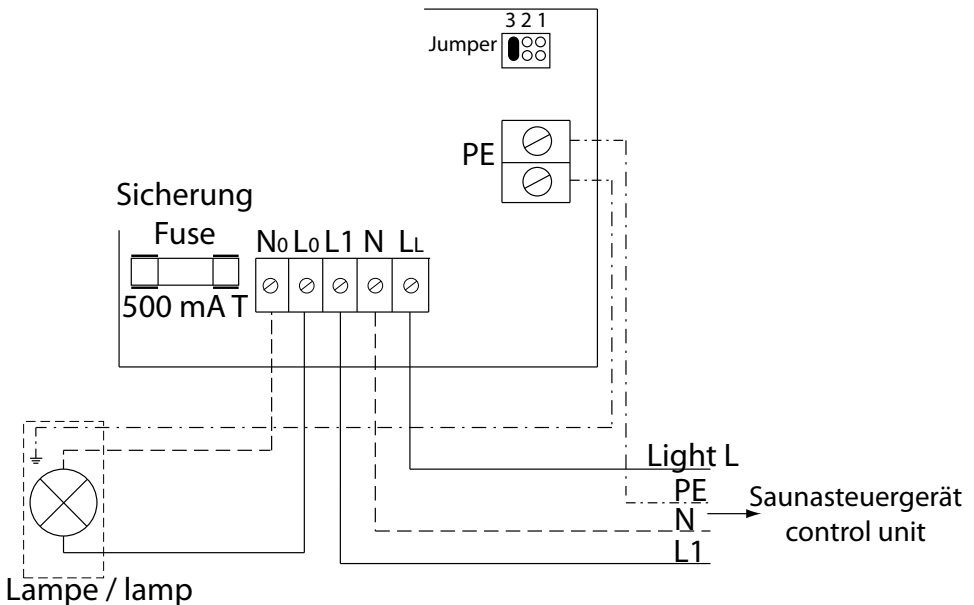 3 2 1
Jumper
PE
Sicherung
Fuse
N0 L0 L1 N LL
500 mA T
Light L
PE
N
L1
Saunasteuergerät
control unit
Lampe / lamp